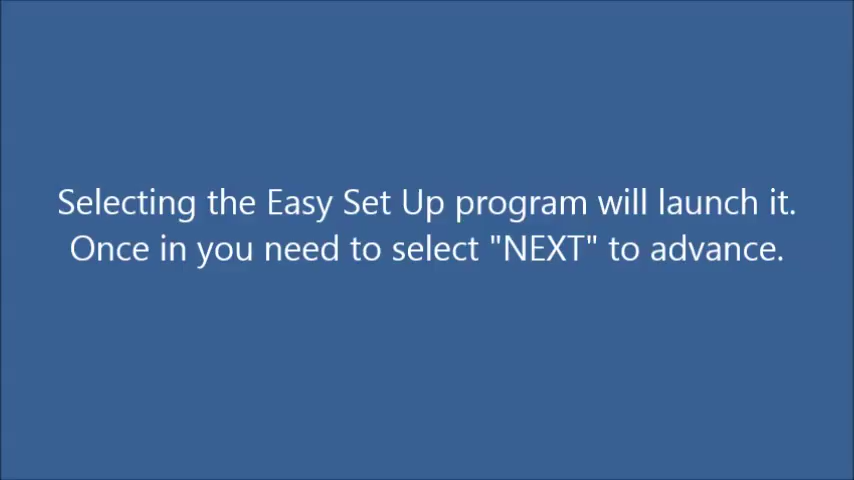 Selecting the Easy Set Up program will launch it.
Once in you need to select "NEXT" to advance.